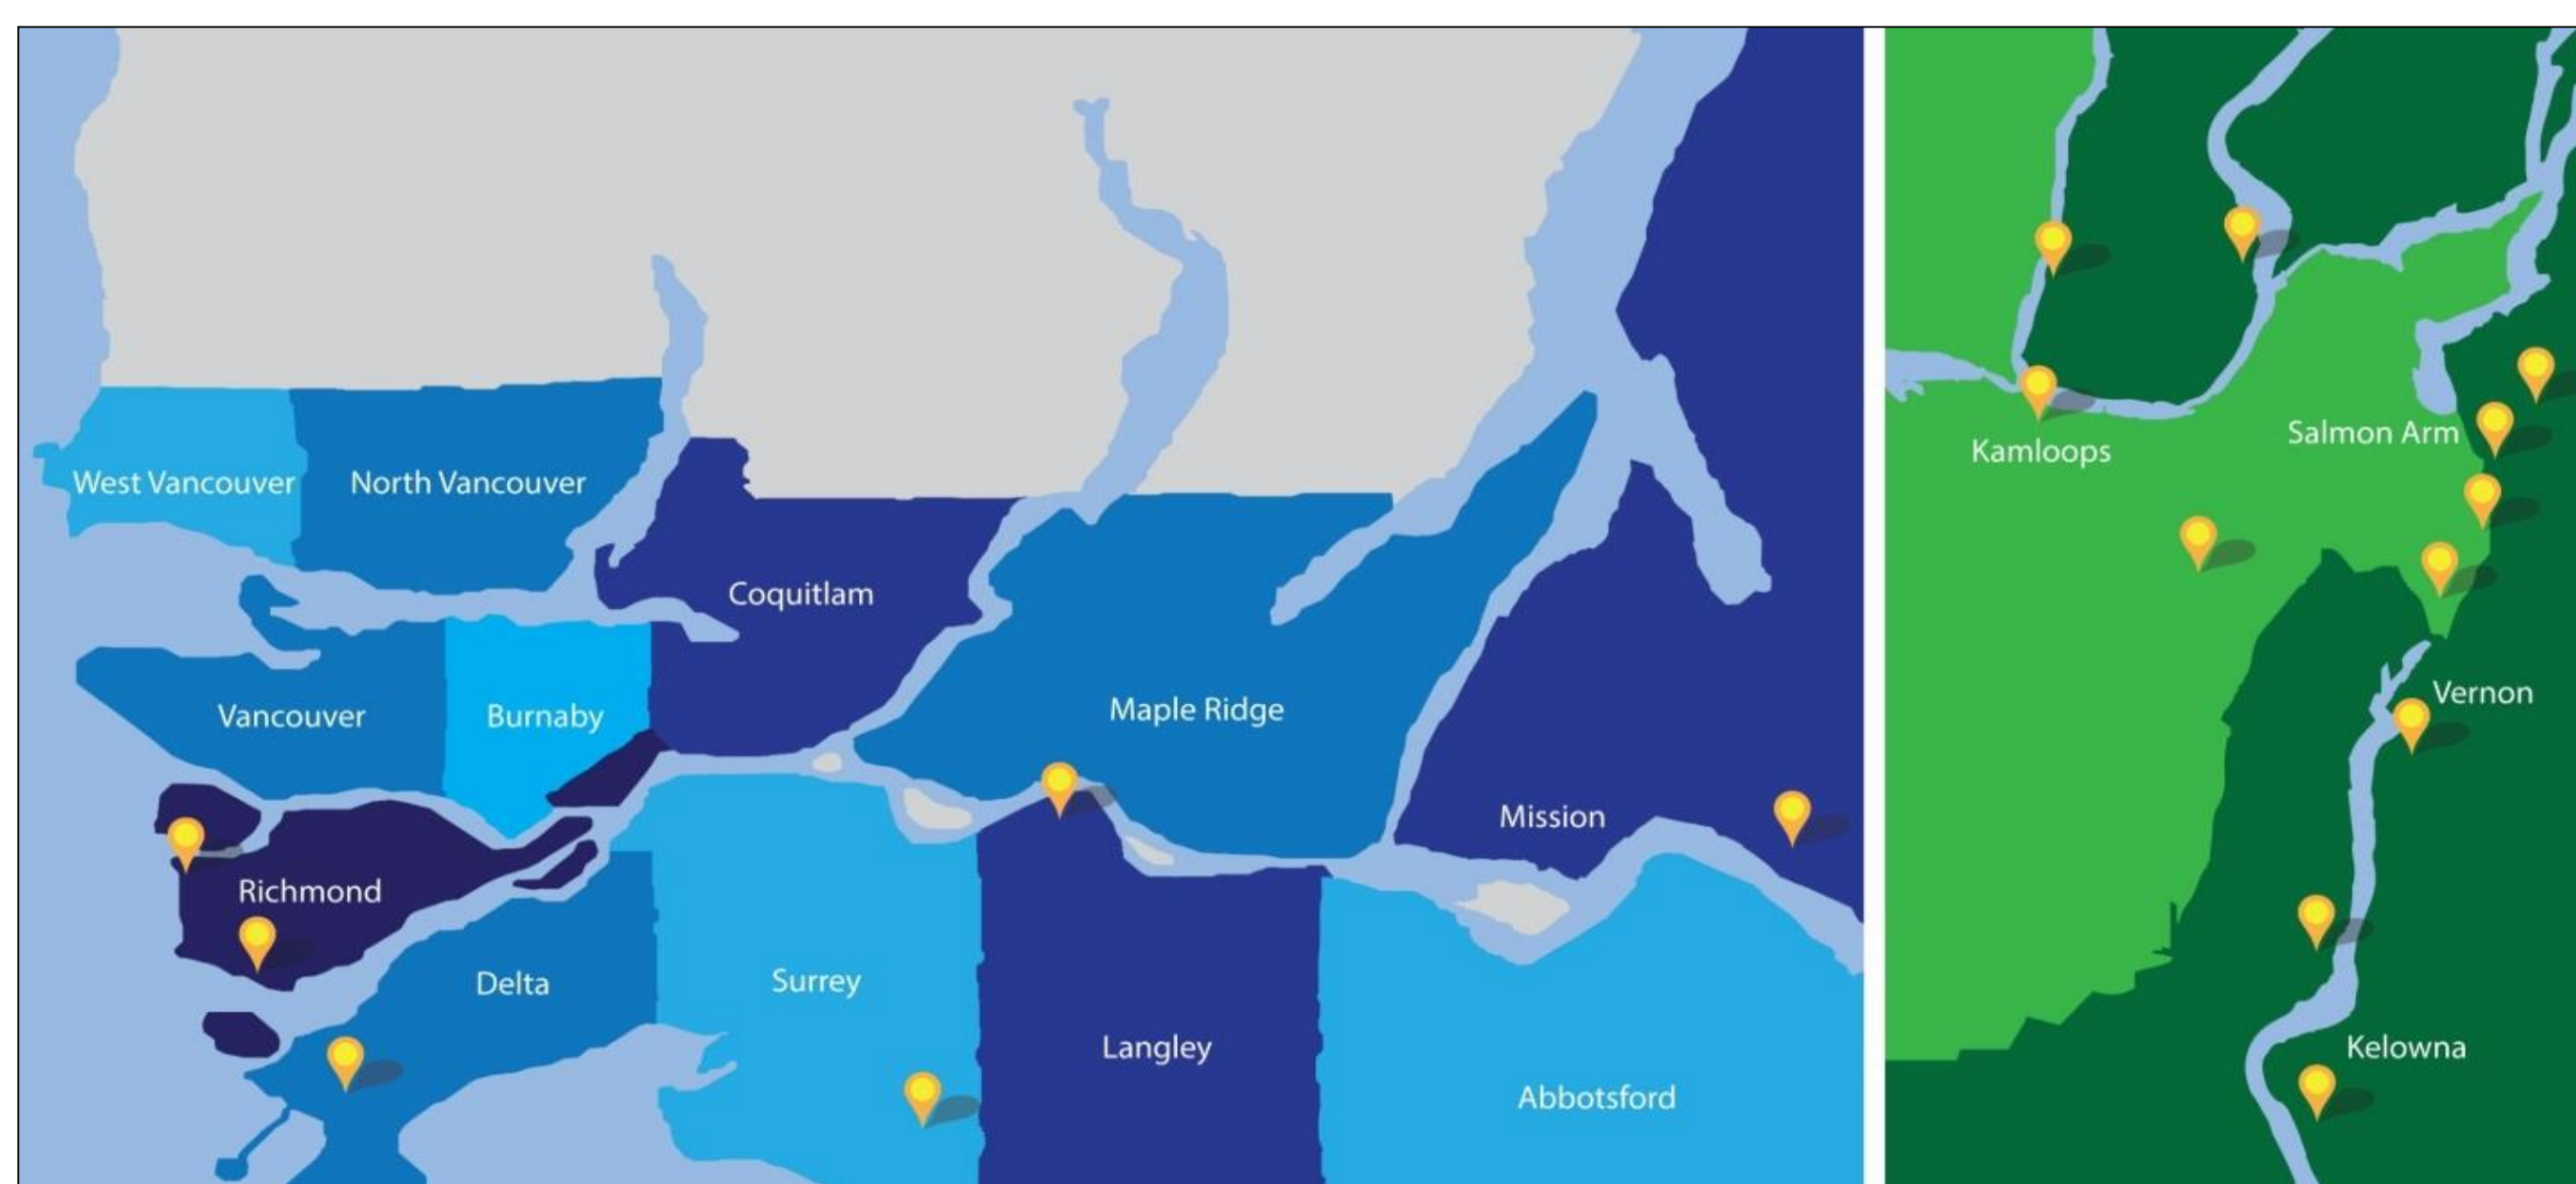 West Vancouver
North Vancouver
Coquitlam
Vancouver
Burnaby
Maple Ridge
Mission
Richmond
Delta
Surrey
Langley
Abbotsford
Kamloops
Salmon Arm
Vernon
Kelowna